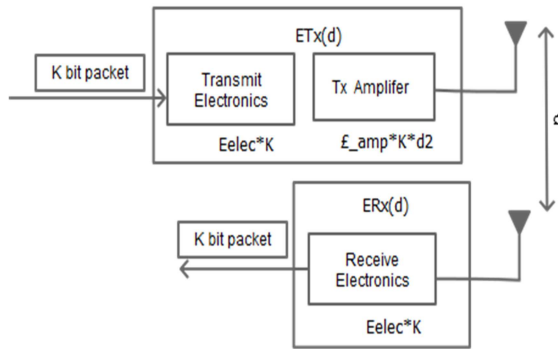 ETx(d)
K bit packet
Transmit
Electronics
Tx Amplifer
Eelec*K
£_amp*K*d2
ERx(d)
K bit packet
Receive
Electronics
Eelec*K